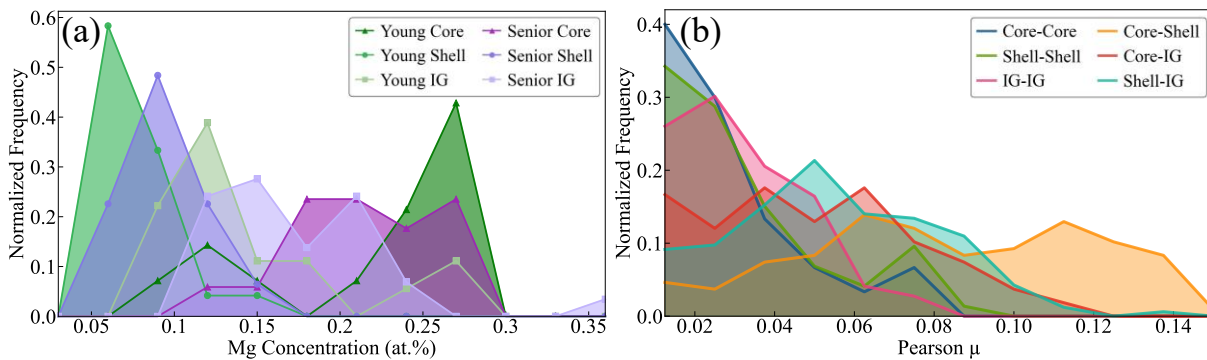 (a)
Young Core
Senior Core
Young Shell
Senior Shell
Young IG
Senior IG
Normalized Frequency
0.6
0.5
0.4
0.3
0.2
0.1
0.0
0.05
0.1
0.15
0.2
0.25
0.3
0.35
Mg Concentration (at.%)
(b)
Core-Core
Core-Shell
Shell-Shell
Core-IG
IG-IG
Shell-IG
Normalized Frequency
0.4
0.3
0.2
0.1
0.0
0.02
0.04
0.06
0.08
0.10
0.12
0.14
Pearson μ